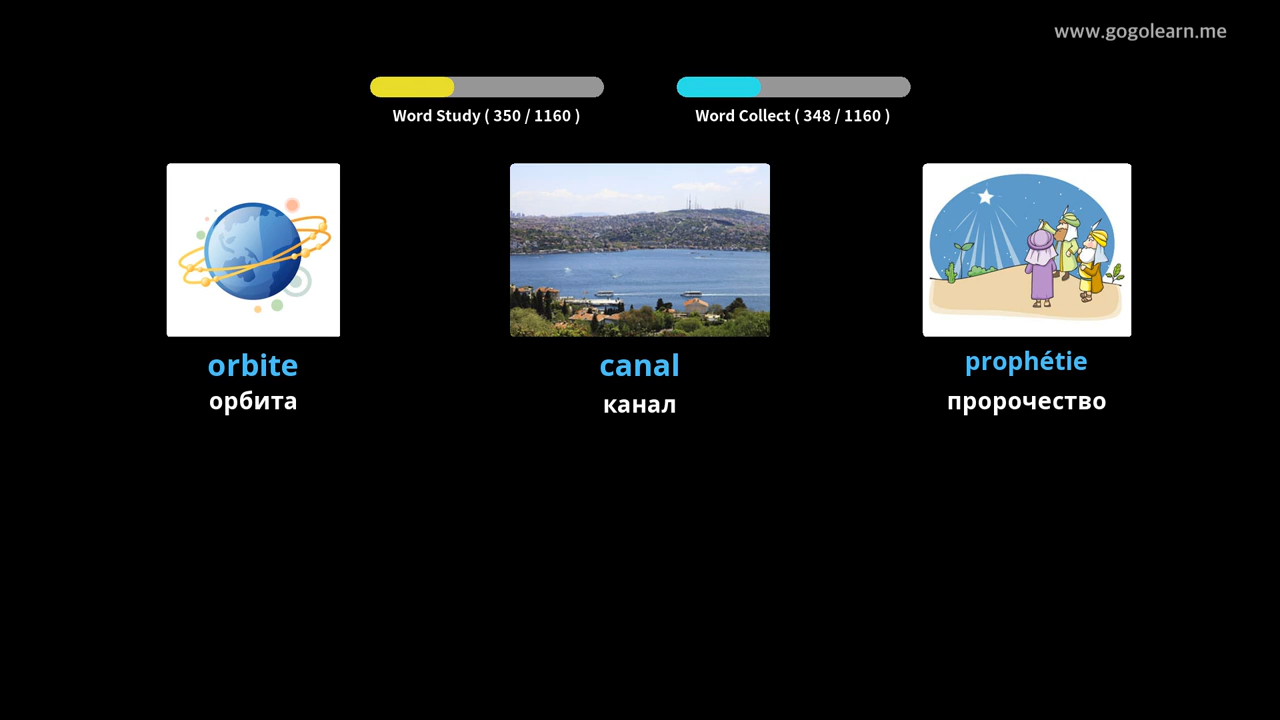 www.gogolearn.me
Word Study ( 350 / 1160 )
Word Collect ( 348 / 1160 )
orbite
орбита
canal
канал
prophétie
пророчество